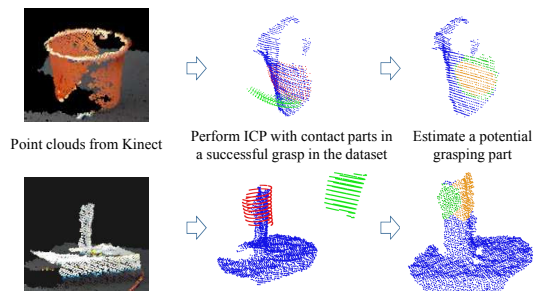 Point clouds from Kinect
Perform ICP with contact parts in
a successful grasp in the dataset
Estimate a potential
grasping part